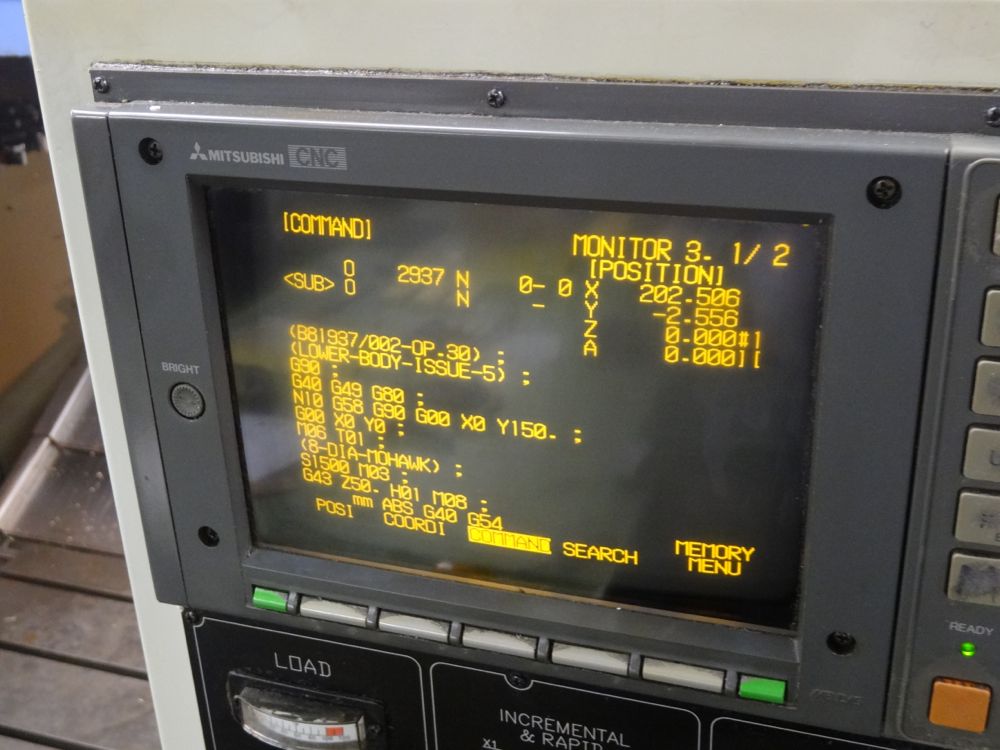 MITSUBISHI CNC
[COMMAND]
MONITOR 3. 1/ 2
O 2937 N 0- 0
<SUB> O N -
[POSITION]
X 202.506
Y -2.556
Z 0.000#1
A 0.000][
(B81937/002-OP.30) ;
(LOWER-BODY-ISSUE-5) ;
G90 ;
G40 G49 G80 ;
N10 G58 G90 G00 X0 Y150. ;
G00 X0 Y0 ;
M06 T01 ;
(8-DIA-MOHAWK) ;
S1500 M03 ;
G43 Z50. H01 M08 ;
mm ABS G40 G54
POSI COORDI COMMAND SEARCH MEMORY MENU
BRIGHT
READY
LOAD
INCREMENTAL
& RAPID
X1